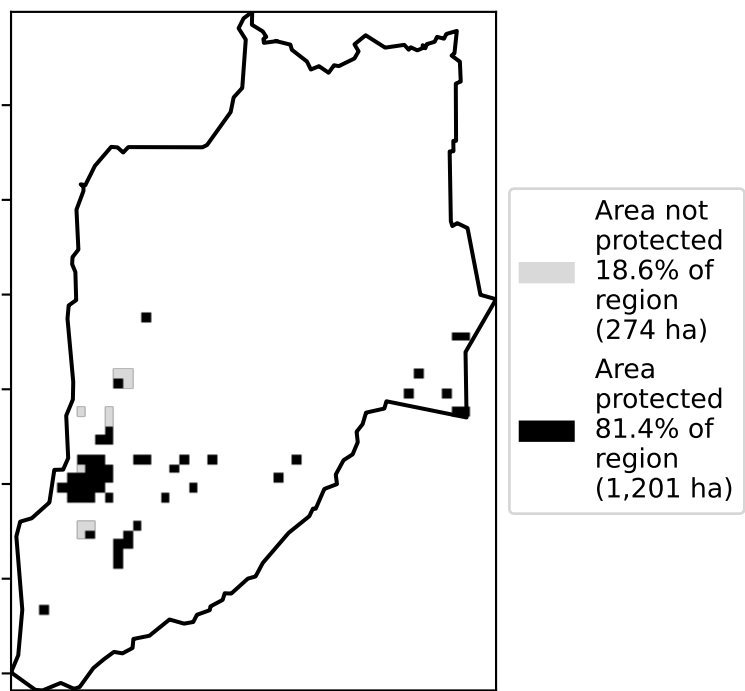 Area not
protected
18.6% of
region
(274 ha)
Area
protected
81.4% of
region
(1,201 ha)